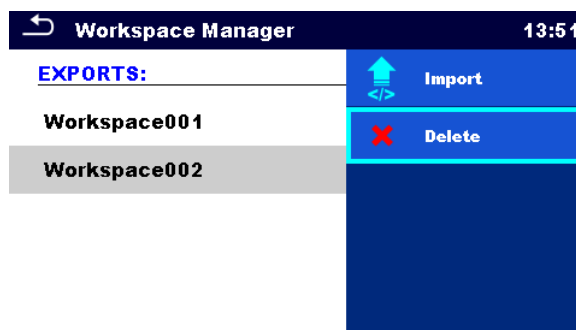 Workspace Manager 13:51
EXPORTS:
Import
</>
Workspace001
Delete
Workspace002